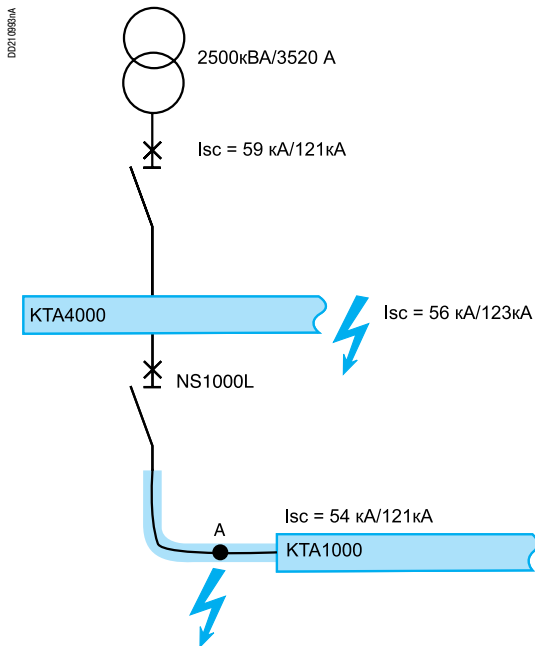 DD210993nA
2500кВА/3520 А
Isc = 59 кА/121кА
KTA4000
Isc = 56 кА/123кА
NS1000L
Isc = 54 кА/121кА
A
KTA1000